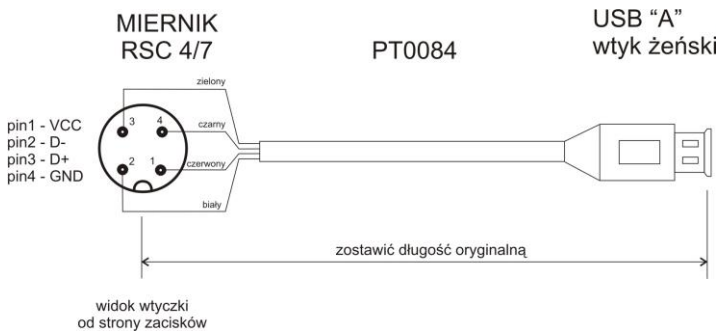 MIERNIK
RSC 4/7
PT0084
USB “A”
wtyk żeński
zielony
pin1 - VCC
pin2 - D-
pin3 - D+
pin4 - GND
3
4
czarny
2
1
czerwony
biały
zostawić długość oryginalną
widok wtyczki
od strony zacisków